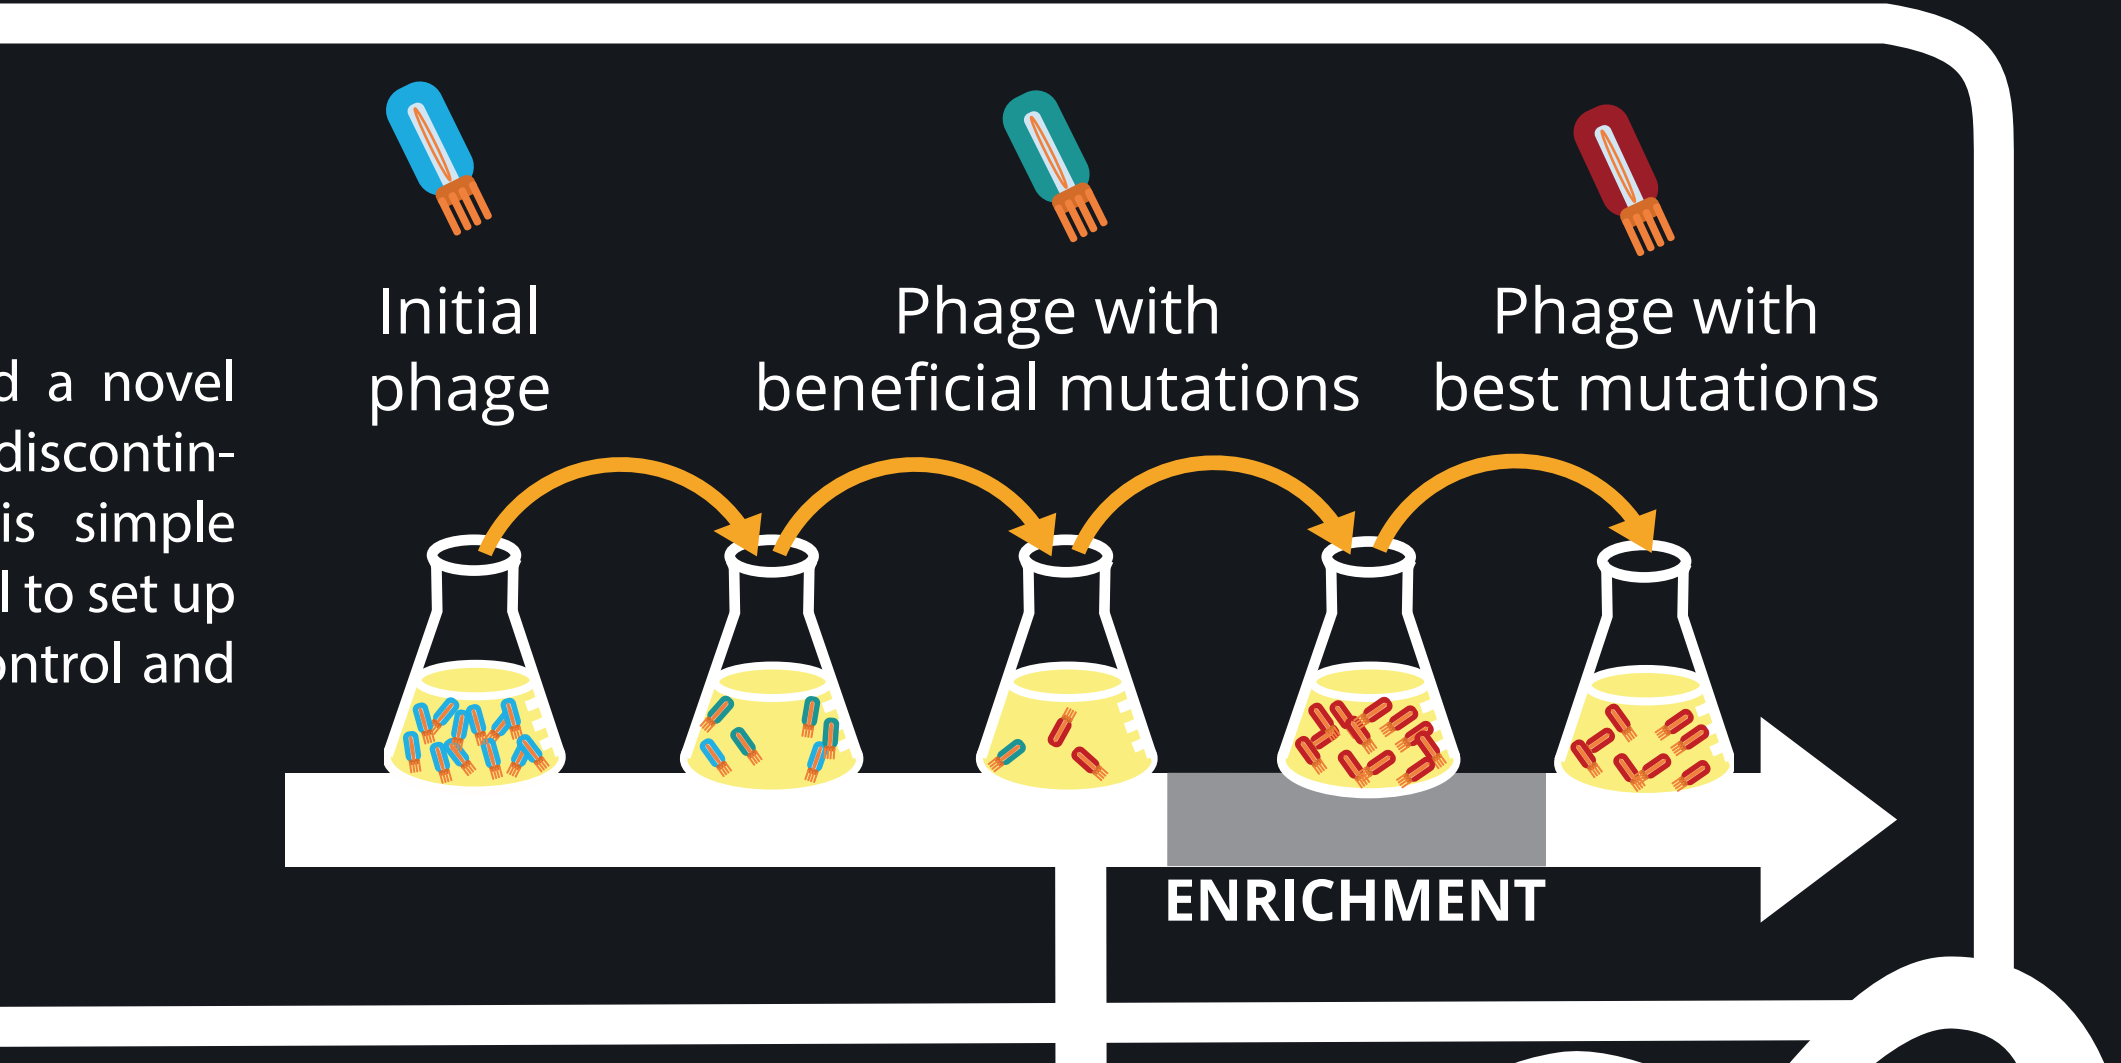 Initial
phage
Phage with
beneficial mutations
Phage with
best mutations
a novel
discontin-
is simple
to set up
and
ENRICHMENT